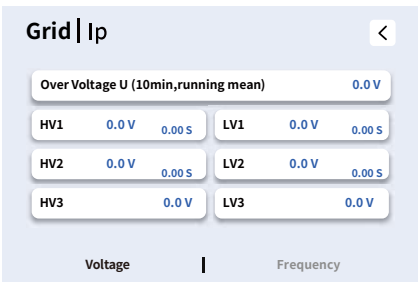 Grid | Ip
Over Voltage U (10min,running mean) 0.0 V
HV1 0.0 V 0.00 S LV1 0.0 V 0.00 S
HV2 0.0 V 0.00 S LV2 0.0 V 0.00 S
HV3 0.0 V LV3 0.0 V
Voltage | Frequency